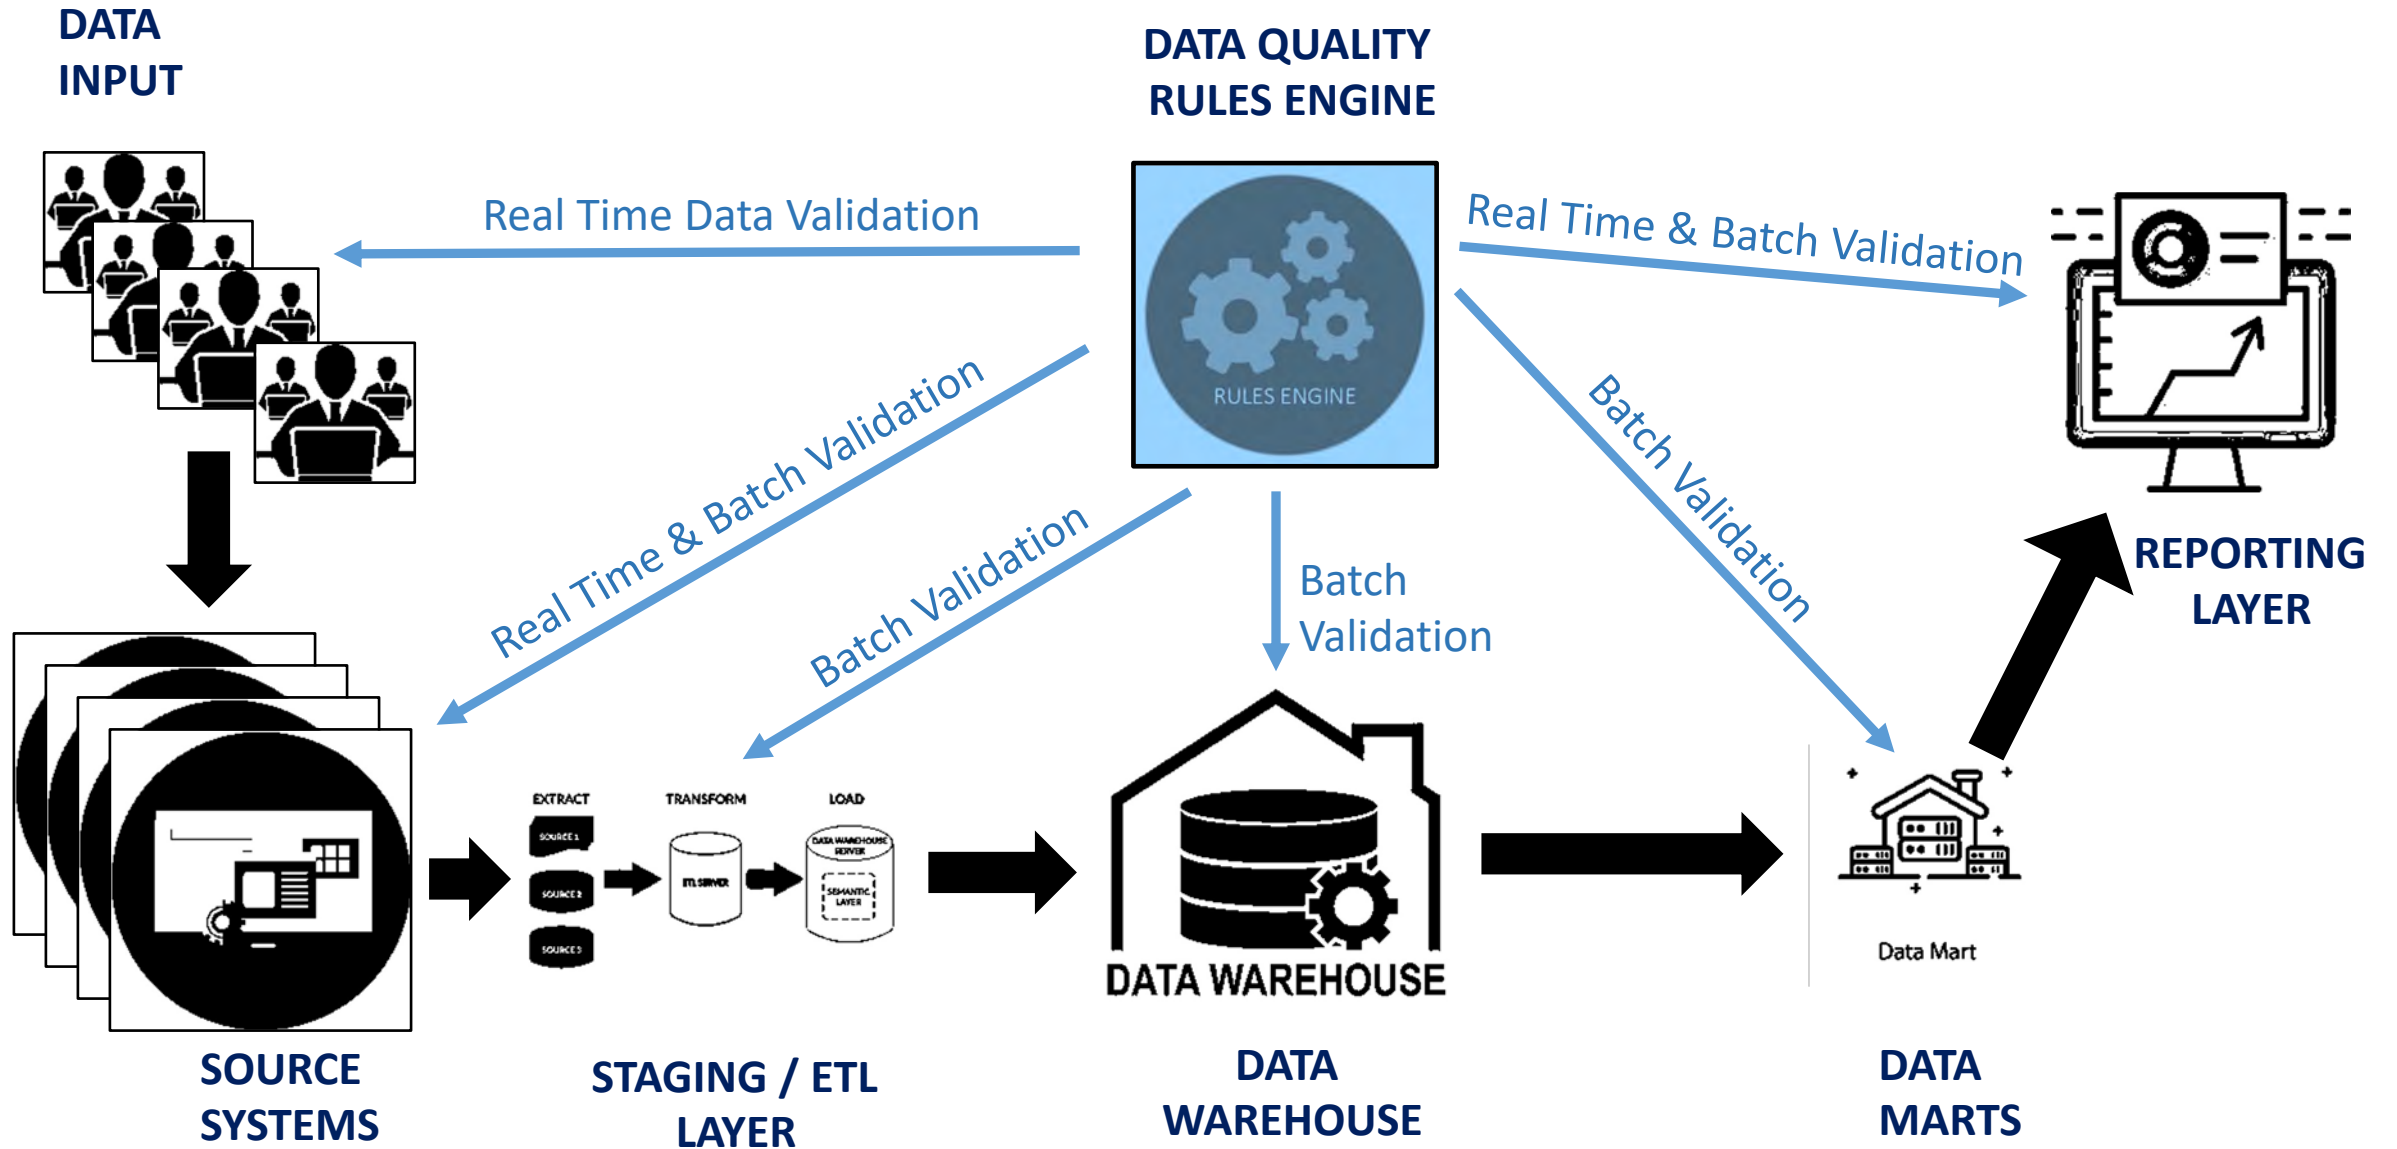 DATA
INPUT
DATA QUALITY
RULES ENGINE
Real Time Data Validation
RULES ENGINE
Real Time & Batch Validation
Real Time & Batch Validation
Batch Validation
Batch
Validation
Batch Validation
REPORTING
LAYER
EXTRACT
TRANSFORM
LOAD
SOURCE 1
SOURCE 2
SOURCE 3
ETL SERVER
DATA WAREHOUSE
SERVER
SEMANTIC
LAYER
DATA WAREHOUSE
Data Mart
SOURCE
SYSTEMS
STAGING / ETL
LAYER
DATA
WAREHOUSE
DATA
MARTS